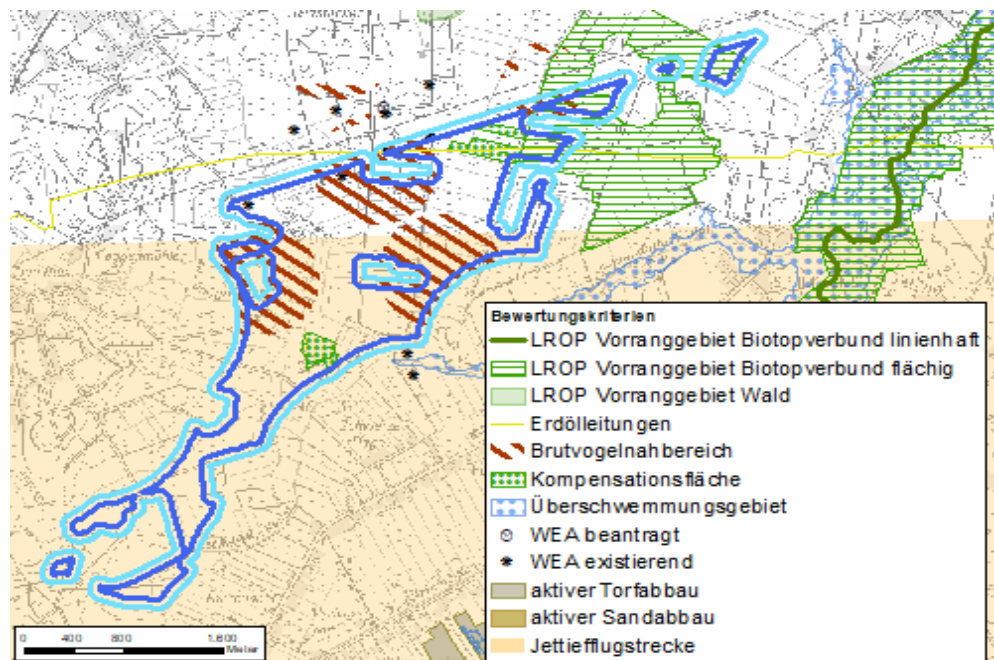 Bewertungskriterien
LROP Vorranggebiet Biotopverbund linienhaft
LROP Vorranggebiet Biotopverbund flächig
LROP Vorranggebiet Wald
Erdölleitungen
Brutvogelnahbereich
Kompensationsfläche
Überschwemmungsgebiet
WEA beantragt
WEA existierend
aktiver Torfabbau
aktiver Sandabbau
Jettiefflugstrecke
0 400 800 1.600
Meter